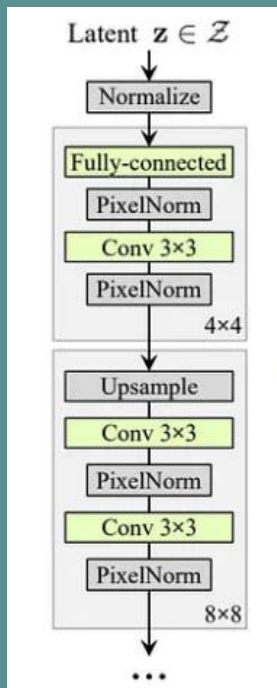 Latent z ∈ 𝒵
Normalize
Fully-connected
PixelNorm
Conv 3×3
PixelNorm
4×4
Upsample
Conv 3×3
PixelNorm
Conv 3×3
PixelNorm
8×8
...